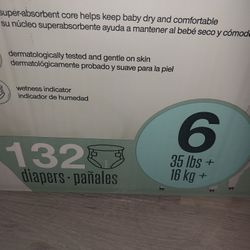 super-absorbent core helps keep baby dry and comfortable
su núcleo superabsorbente ayuda a mantener al bebé seco y cómodo
dermatologically tested and gentle on skin
dermatológicamente probado y suave para la piel
wetness indicator
indicador de humedad
132
diapers • pañales
6
35 lbs +
16 kg +